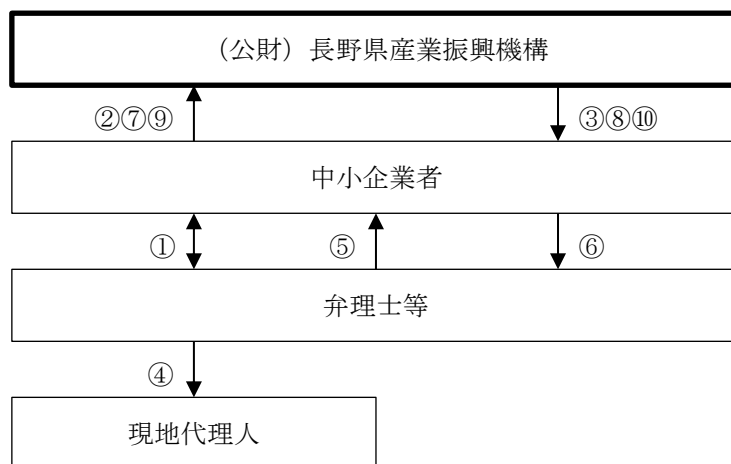 （公財）長野県産業振興機構
②⑦⑨
③⑧⑩
中小企業者
①
⑤
⑥
弁理士等
④
現地代理人